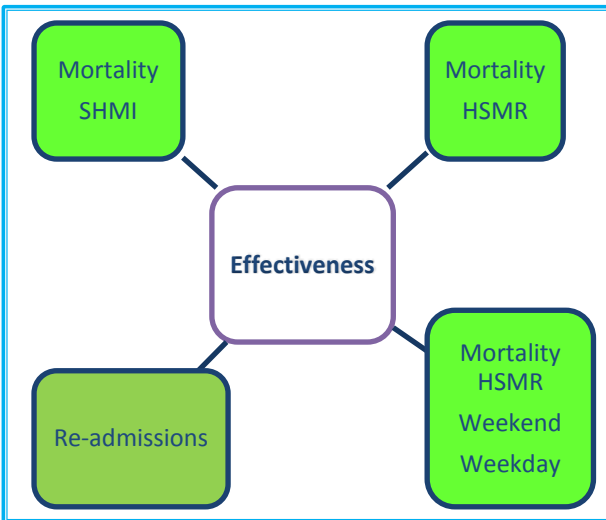 Mortality
SHMI
Mortality
HSMR
Effectiveness
Re-admissions
Mortality
HSMR
Weekend
Weekday